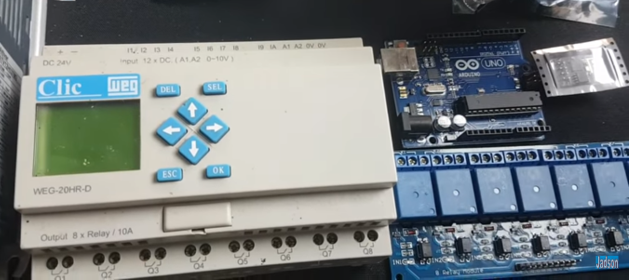 + -
I1 I2 I3 I4 I5 I6 I7 I8 A1 A2 0V 0V
DC 24V Input 12 x DC, ( A1,A2 0~10V )
Clic WEG
DEL SEL
ESC OK
WEG-20HR-D
Output 8 x Relay / 10A
Q1 Q2 Q3 Q4 Q5 Q6 Q7 Q8
UNO
ARDUINO
8 Relay Module
Jadson